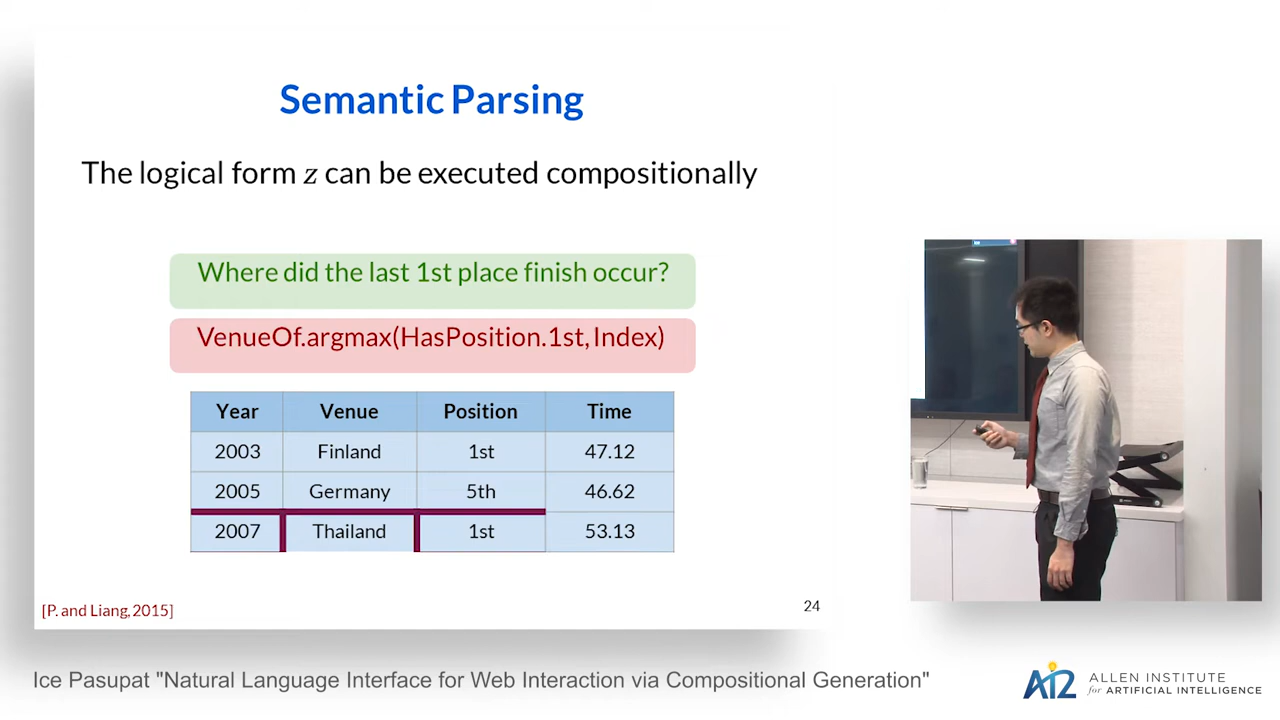 Semantic Parsing
The logical form z can be executed compositionally
Where did the last 1st place finish occur?
VenueOf.argmax(HasPosition.1st, Index)
Year Venue Position Time
2003 Finland 1st 47.12
2005 Germany 5th 46.62
2007 Thailand 1st 53.13
[P. and Liang, 2015]
24
Ice Pasupat "Natural Language Interface for Web Interaction via Compositional Generation"
AI2 ALLEN INSTITUTE
for ARTIFICIAL INTELLIGENCE